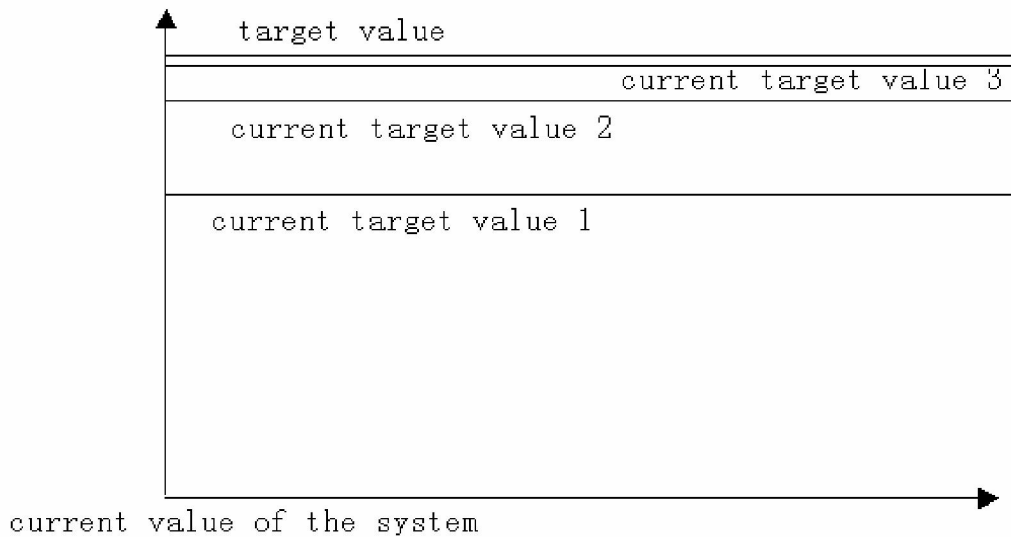 target value
current target value 3
current target value 2
current target value 1
current value of the system